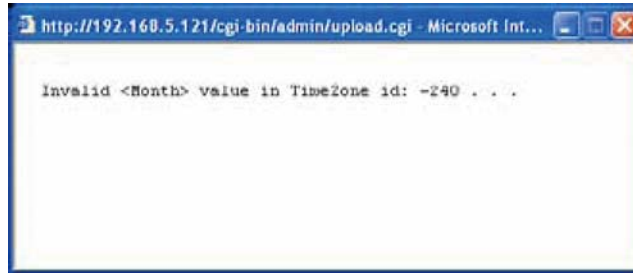 http://192.168.5.121/cgi-bin/admin/upload.cgi - Microsoft Int...
Invalid <Month> value in TimeZone id: -240 . . .